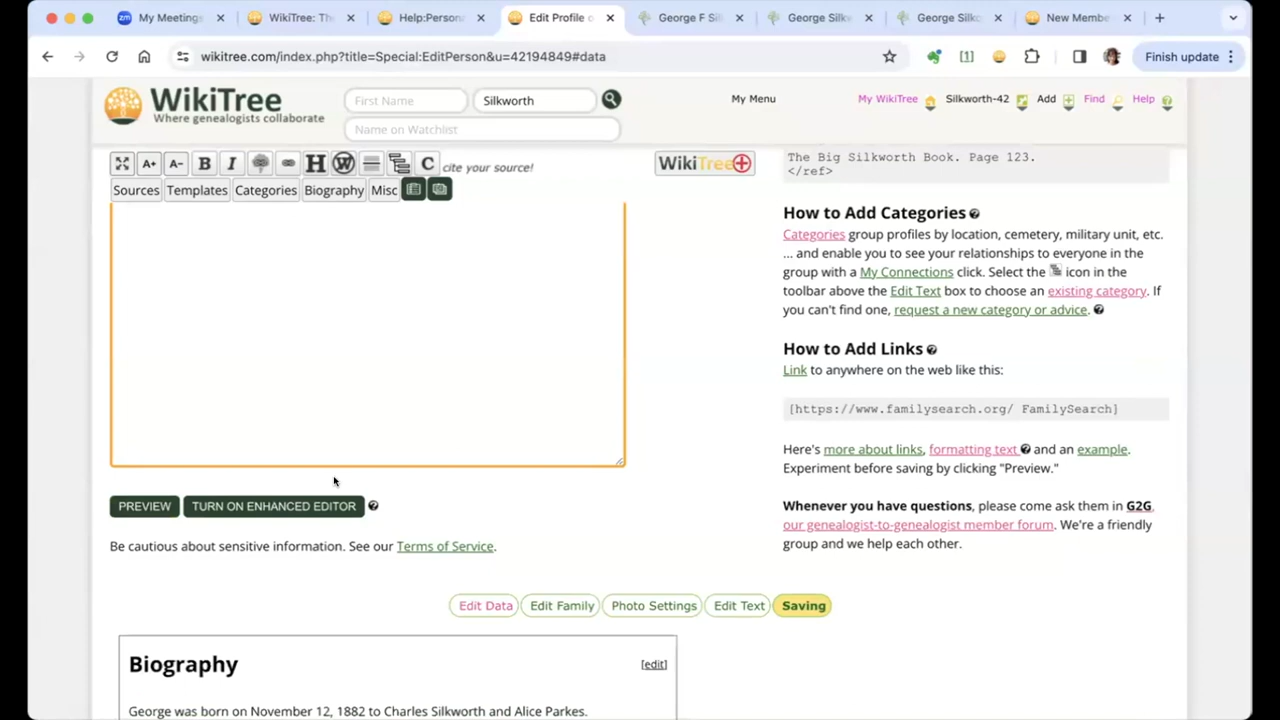 My Meetings
WikiTree: Th
Help:Person
Edit Profile o
George F Sil
George Silk
George Silk
New Membe
wikitree.com/index.php?title=Special:EditPerson&u=42194849#data
[1]
Finish update
WikiTree
Where genealogists collaborate
First Name
Silkworth
Name on Watchlist
My Menu
My WikiTree
Silkworth-42
Add
Find
Help
A+ A- B I H W C cite your source!
WikiTree+
Sources Templates Categories Biography Misc
The Big Silkworth Book. Page 123.
</ref>
How to Add Categories ?
Categories group profiles by location, cemetery, military unit, etc.
... and enable you to see your relationships to everyone in the
group with a My Connections click. Select the icon in the
toolbar above the Edit Text box to choose an existing category. If
you can't find one, request a new category or advice. ?
How to Add Links ?
Link to anywhere on the web like this:
[https://www.familysearch.org/ FamilySearch]
Here's more about links, formatting text ? and an example.
Experiment before saving by clicking "Preview."
PREVIEW TURN ON ENHANCED EDITOR ?
Whenever you have questions, please come ask them in G2G,
our genealogist-to-genealogist member forum. We're a friendly
group and we help each other.
Be cautious about sensitive information. See our Terms of Service.
Edit Data Edit Family Photo Settings Edit Text Saving
Biography
[edit]
George was born on November 12, 1882 to Charles Silkworth and Alice Parkes.